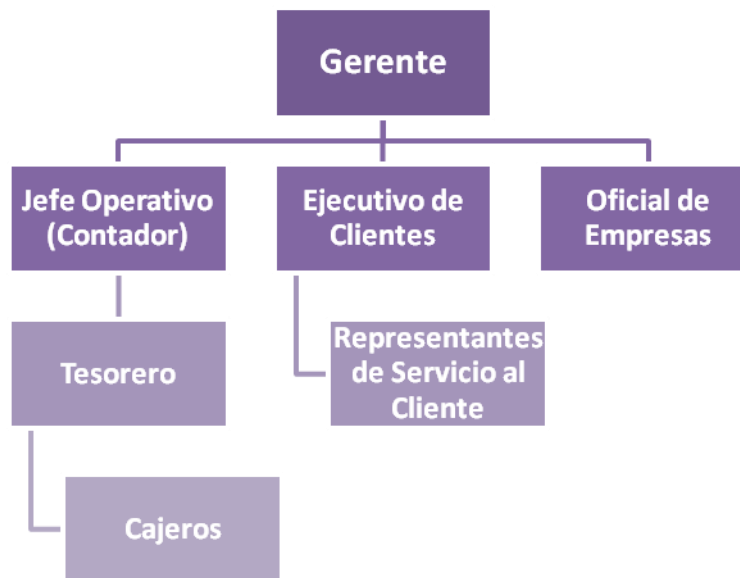 Gerente
Jefe Operativo
(Contador)
Ejecutivo de
Clientes
Oficial de
Empresas
Tesorero
Representantes
de Servicio al
Cliente
Cajeros